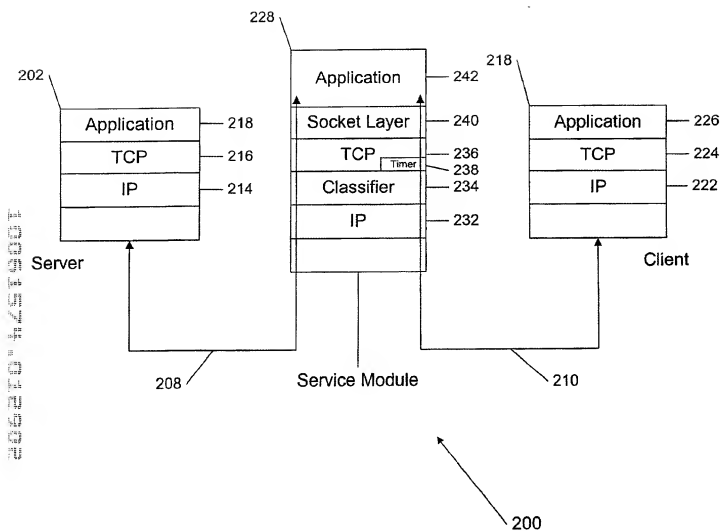 228
202
218
Application 242
Application 218
Socket Layer 240
Application 226
TCP 216
TCP 236
Timer 238
TCP 224
IP 214
Classifier 234
IP 222
IP 232
Server
Client
208
Service Module
210
200